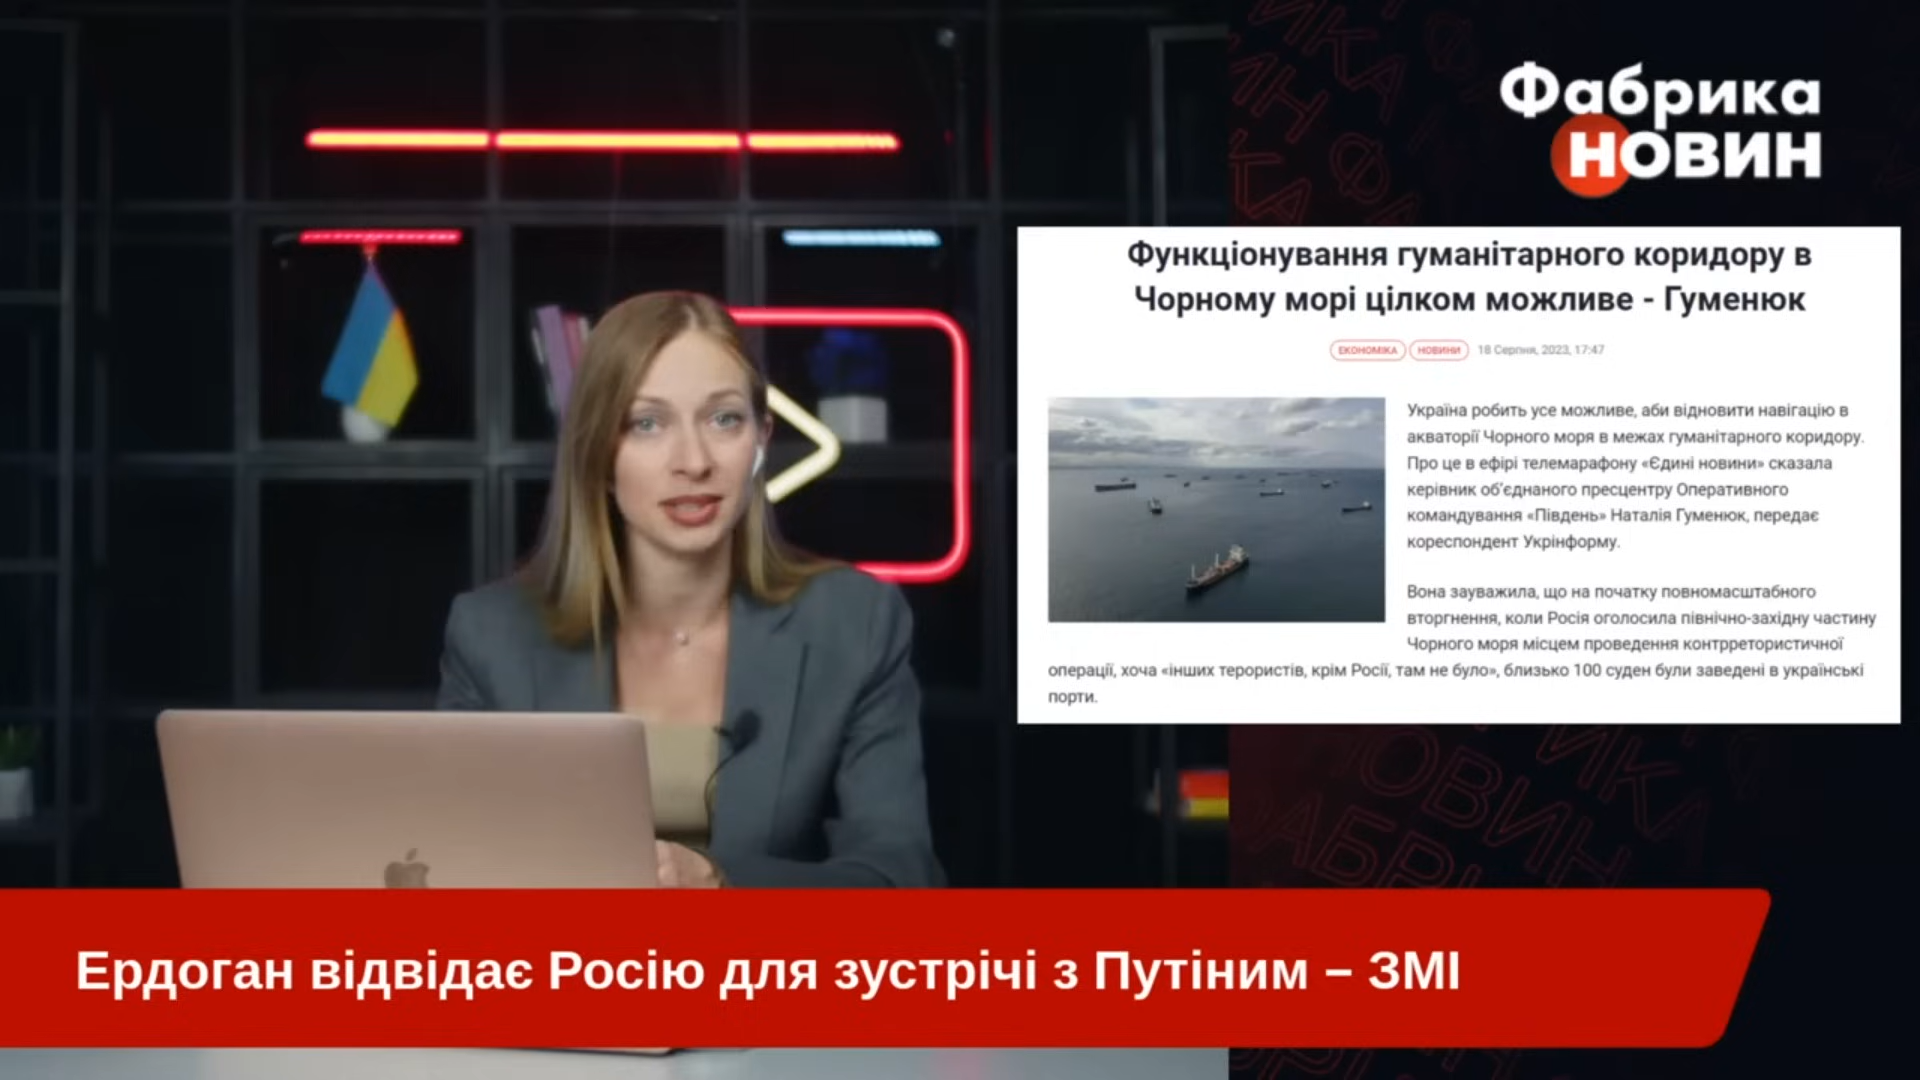 Фабрика
НОВИН
Функціонування гуманітарного коридору в
Чорному морі цілком можливе - Гуменюк
ЕКОНОМІКА НОВИНИ 18 Серпня, 2023, 17:47
Україна робить усе можливе, аби відновити навігацію в
акваторії Чорного моря в межах гуманітарного коридору.
Про це в ефірі телемарафону «Єдині новини» сказала
керівник об’єднаного пресцентру Оперативного
командування «Південь» Наталія Гуменюк, передає
кореспондент Укрінформу.
Вона зауважила, що на початку повномасштабного
вторгнення, коли Росія оголосила північно-західну частину
Чорного моря місцем проведення контрретористичної
операції, хоча «інших терористів, крім Росії, там не було», близько 100 суден були заведені в українські
порти.
Ердоган відвідає Росію для зустрічі з Путіним – ЗМІ